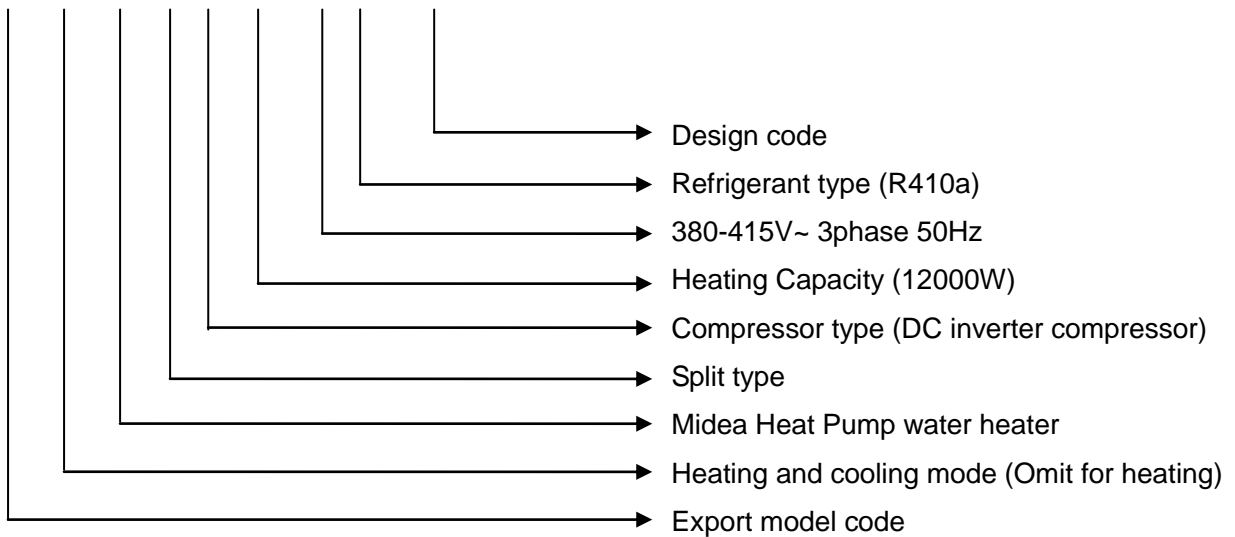 Design code
Refrigerant type (R410a)
380-415V~ 3phase 50Hz
Heating Capacity (12000W)
Compressor type (DC inverter compressor)
Split type
Midea Heat Pump water heater
Heating and cooling mode (Omit for heating)
Export model code